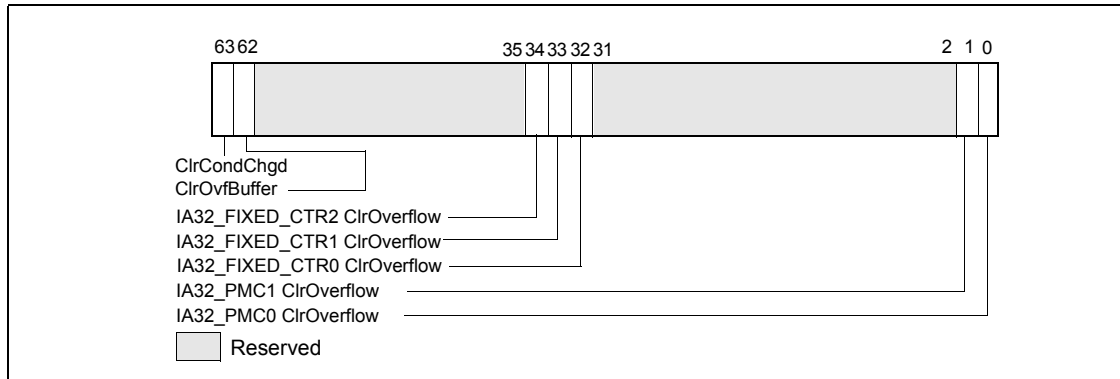 63 62 35 34 33 32 31 2 1 0
ClrCondChgd
ClrOvfBuffer
IA32_FIXED_CTR2 ClrOverflow
IA32_FIXED_CTR1 ClrOverflow
IA32_FIXED_CTR0 ClrOverflow
IA32_PMC1 ClrOverflow
IA32_PMC0 ClrOverflow
Reserved